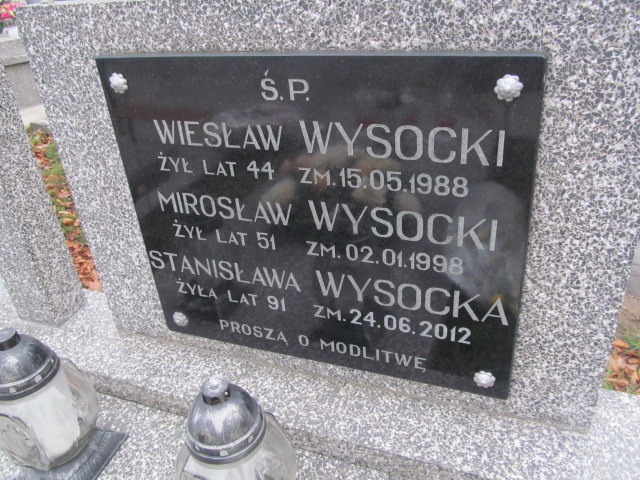 Ś.P.
WIESŁAW WYSOCKI
ŻYŁ LAT 44 ZM.15.05.1988
MIROSŁAW WYSOCKI
ŻYŁ LAT 51 ZM.02.01.1998
STANISŁAWA WYSOCKA
ŻYŁA LAT 91 ZM.24.06.2012
PROSZĄ O MODLITWĘ